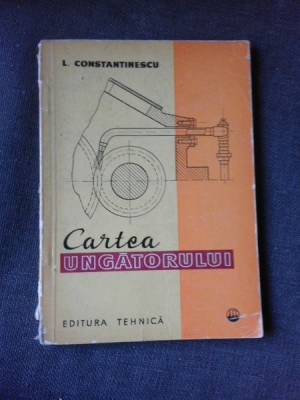 L. CONSTANTINESCU
Cartea
UNGĂTORULUI
EDITURA TEHNICĂ